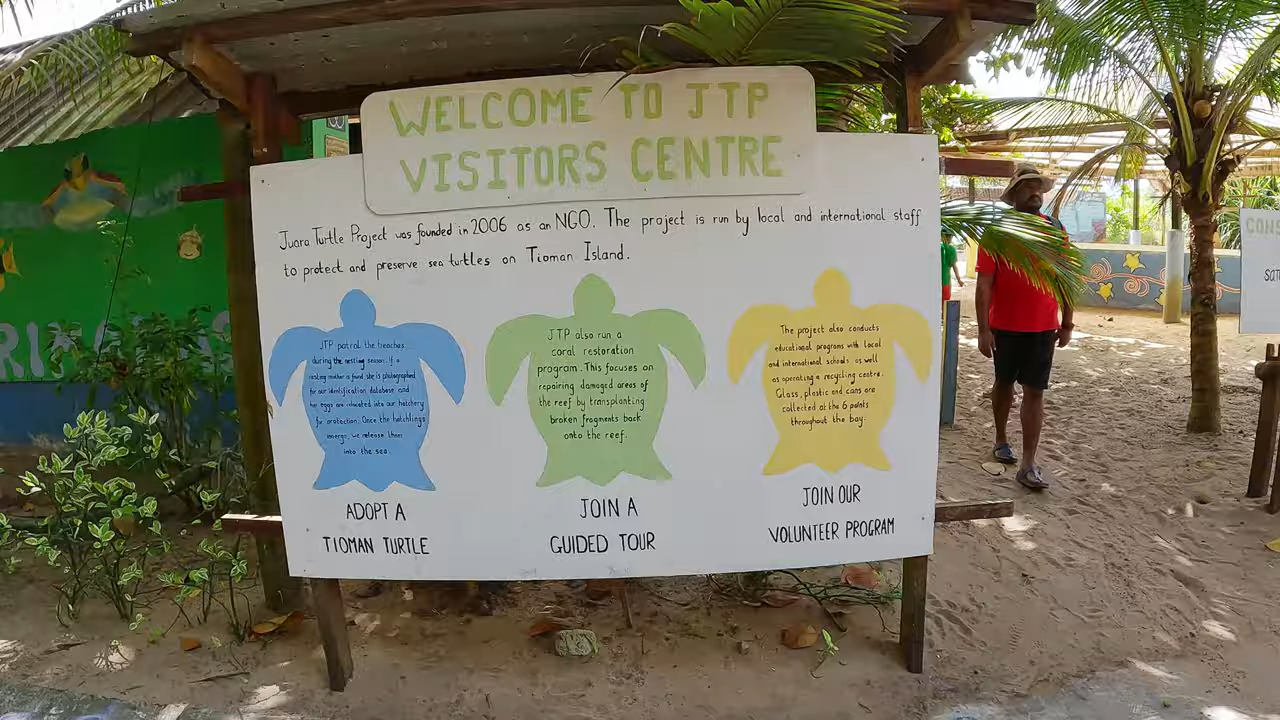 WELCOME TO JTP
VISITORS CENTRE
Juara Turtle Project was founded in 2006 as an NGO. The project is run by local and international staff
to protect and preserve sea turtles on Tioman Island.
JTP patrol the beaches
during the nesting season. If a
nesting mother is found she is photographed
for our identification database and
her eggs are relocated into our hatchery
for protection. Once the hatchlings
emerge, we release them
into the sea.
ADOPT A
TIOMAN TURTLE
JTP also run a
coral restoration
program. This focuses on
repairing damaged areas of
the reef by transplanting
broken fragments back
onto the reef.
JOIN A
GUIDED TOUR
The project also conducts
educational programs with local
and international schools as well
as operating a recycling centre.
Glass, plastic and cans are
collected at the 6 points
throughout the bay.
JOIN OUR
VOLUNTEER PROGRAM
CONS